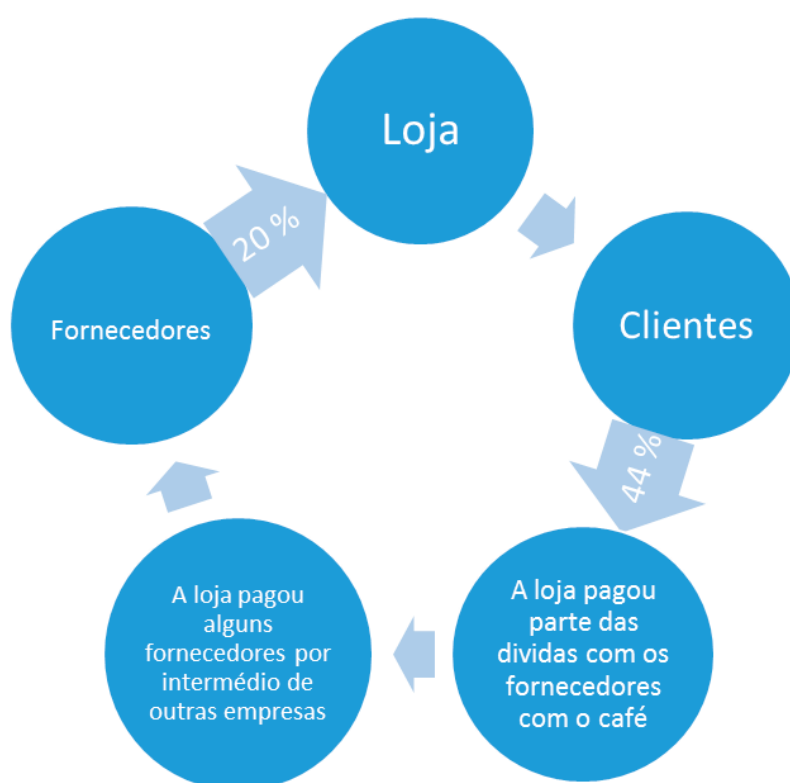 Loja
Clientes
44 %
A loja pagou
parte das
dividas com os
fornecedores
com o café
A loja pagou
alguns
fornecedores por
intermédio de
outras empresas
Fornecedores
20 %